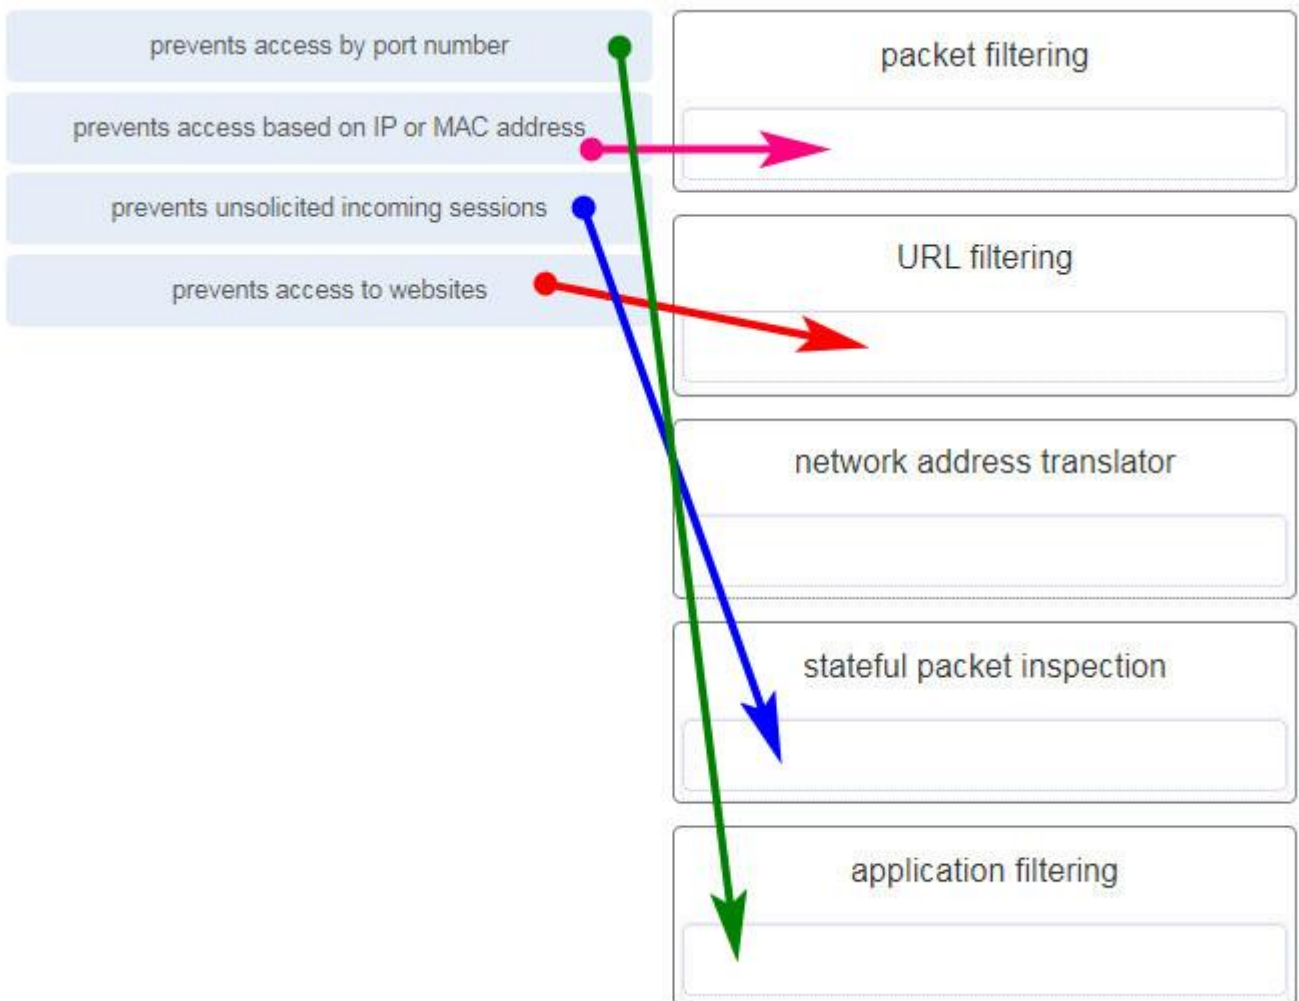 prevents access by port number
prevents access based on IP or MAC address
prevents unsolicited incoming sessions
prevents access to websites
packet filtering
URL filtering
network address translator
stateful packet inspection
application filtering